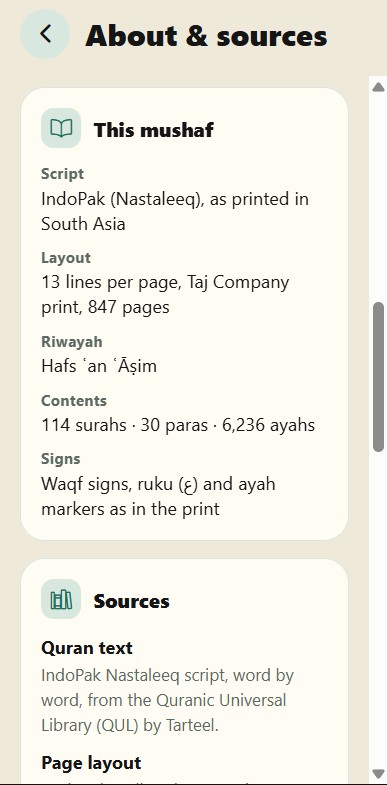 About & sources
This mushaf
Script
IndoPak (Nastaleeq), as printed in
South Asia
Layout
13 lines per page, Taj Company
print, 847 pages
Riwayah
Hafs ʿan ʿĀṣim
Contents
114 surahs · 30 paras · 6,236 ayahs
Signs
Waqf signs, ruku (ع) and ayah
markers as in the print
Sources
Quran text
IndoPak Nastaleeq script, word by
word, from the Quranic Universal
Library (QUL) by Tarteel.
Page layout